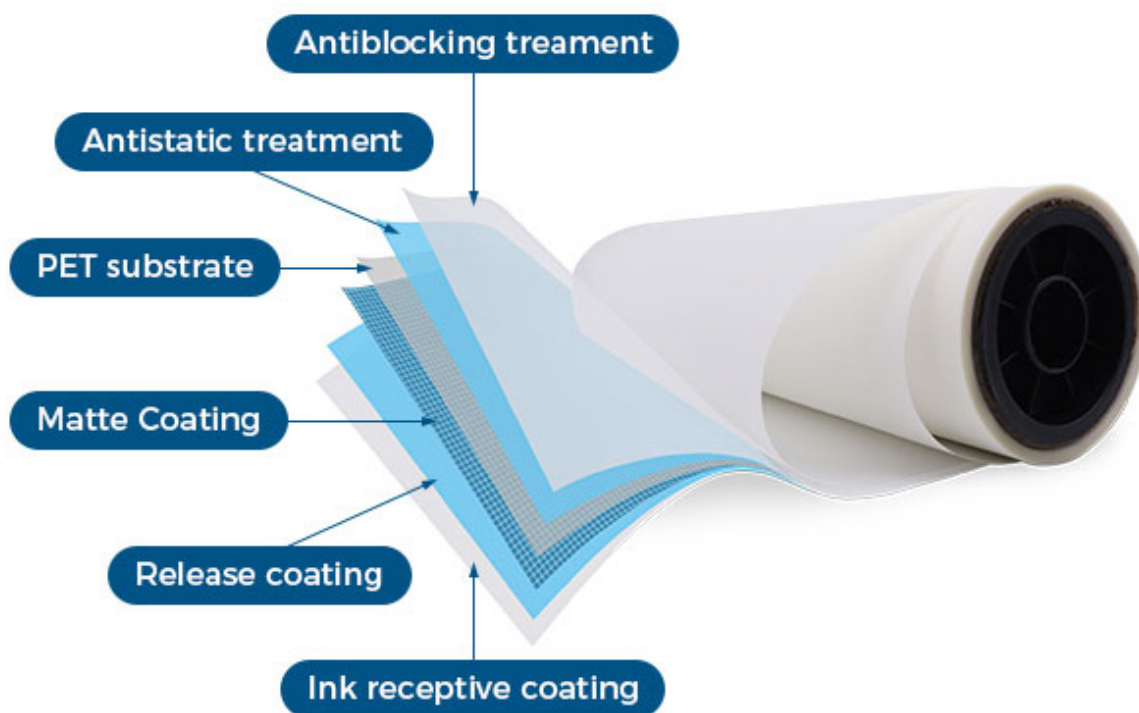 Antiblocking treament
Antistatic treatment
PET substrate
Matte Coating
Release coating
Ink receptive coating